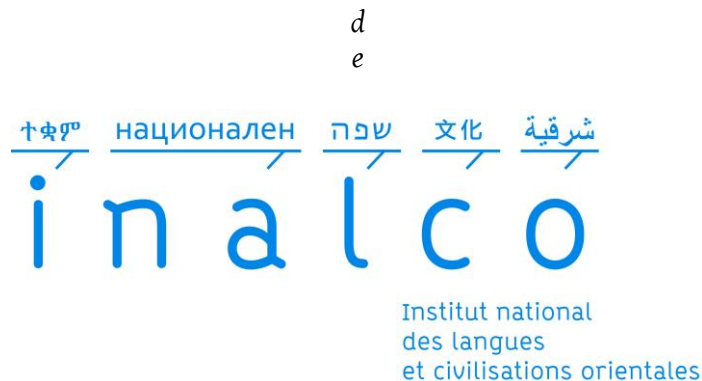 d
e
ተቋም национален שפה 文化 شرقية
inalco
Institut national
des langues
et civilisations orientales